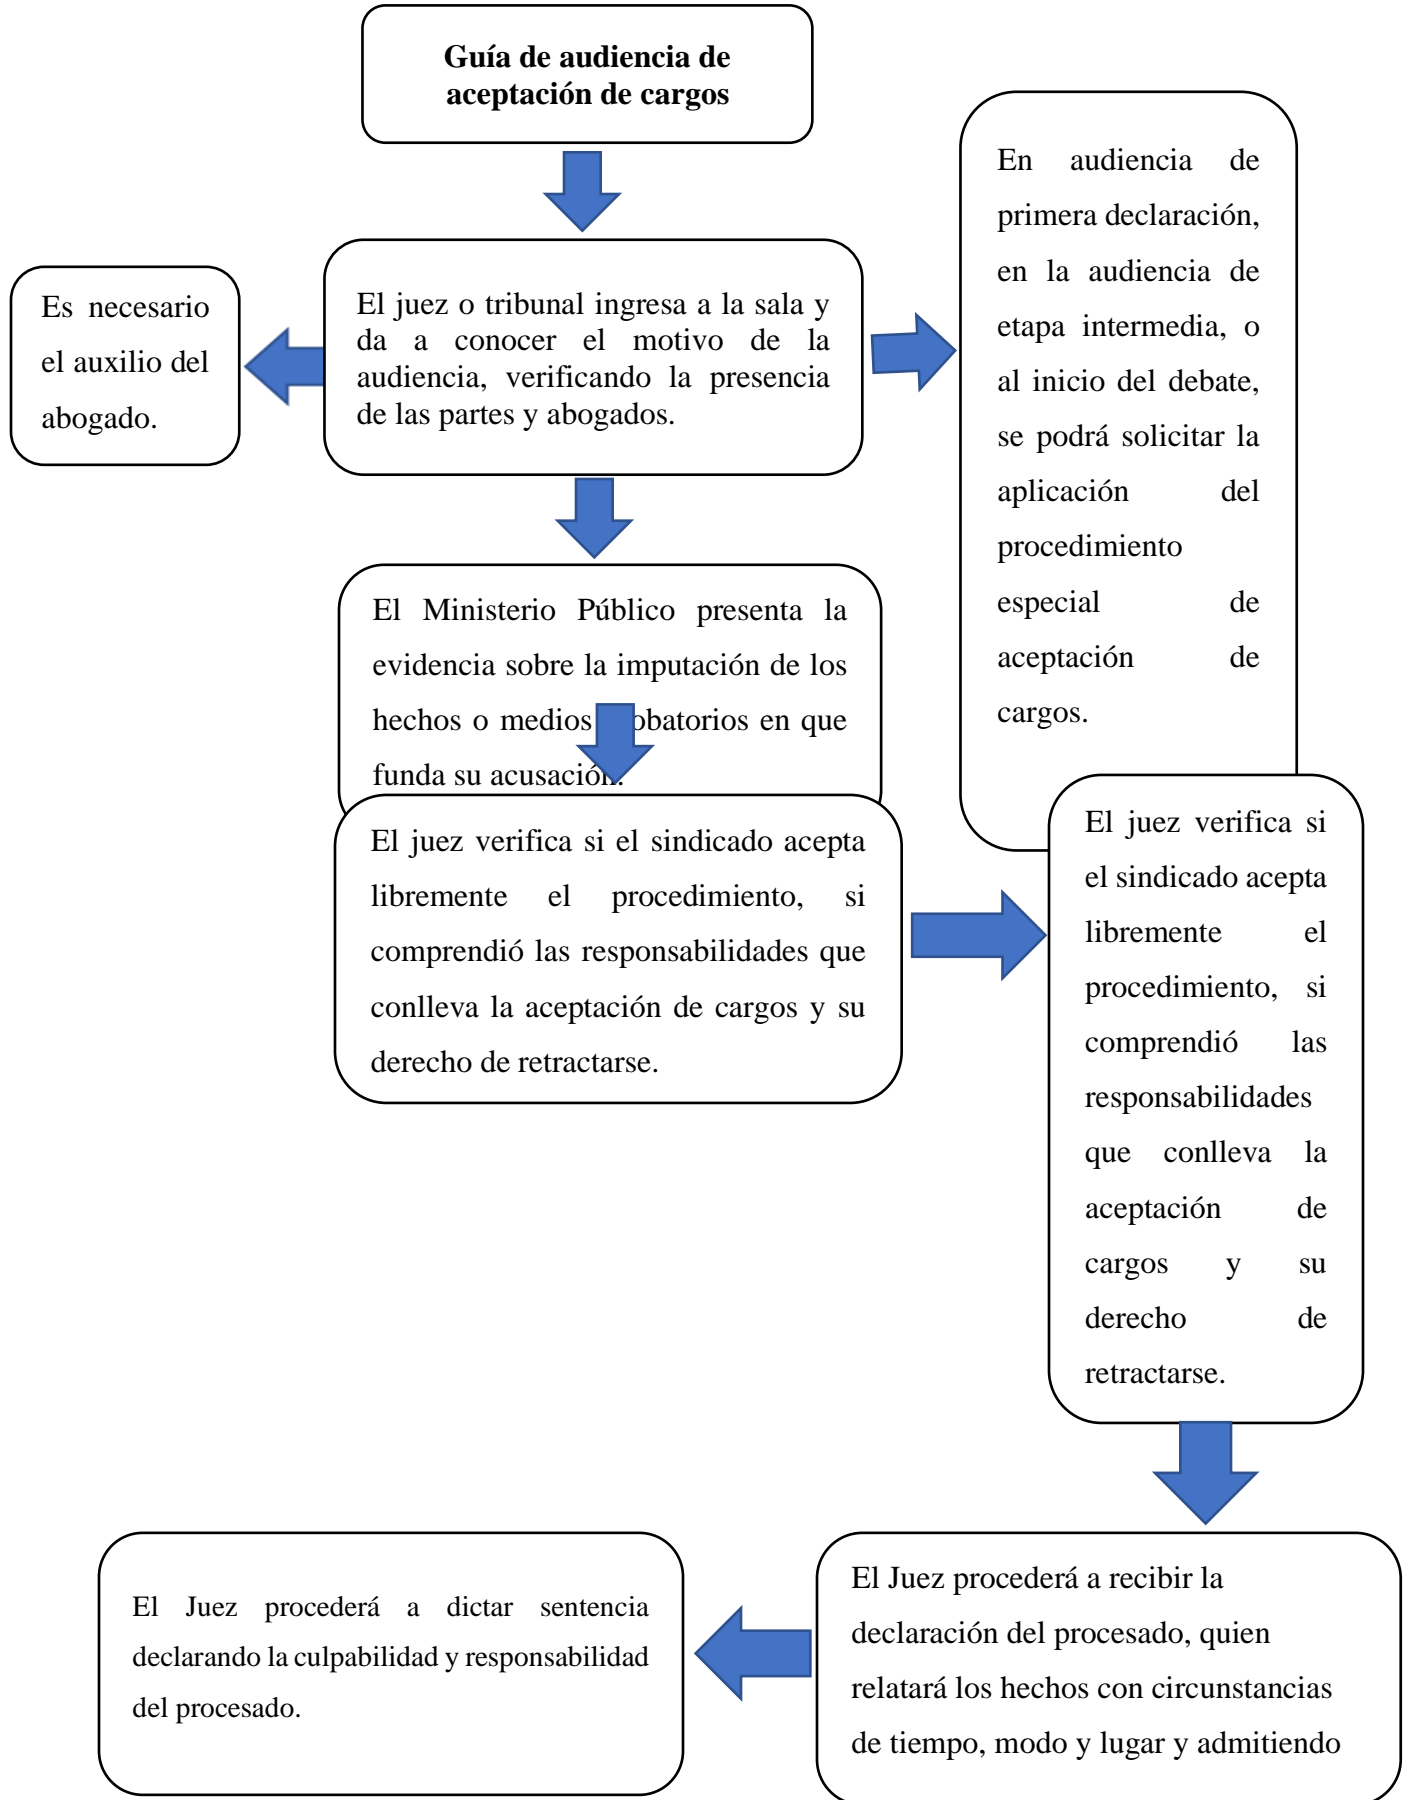 Guía de audiencia de
aceptación de cargos
Es necesario
el auxilio del
abogado.
El juez o tribunal ingresa a la sala y
da a conocer el motivo de la
audiencia, verificando la presencia
de las partes y abogados.
En audiencia de
primera declaración,
en la audiencia de
etapa intermedia, o
al inicio del debate,
se podrá solicitar la
aplicación del
procedimiento
especial de
aceptación de
cargos.
El Ministerio Público presenta la
evidencia sobre la imputación de los
hechos o medios obatorios en que
funda su acusación.
El juez verifica si el sindicado acepta
libremente el procedimiento, si
comprendió las responsabilidades que
conlleva la aceptación de cargos y su
derecho de retractarse.
El juez verifica si
el sindicado acepta
libremente el
procedimiento, si
comprendió las
responsabilidades
que conlleva la
aceptación de
cargos y su
derecho de
retractarse.
El Juez procederá a recibir la
declaración del procesado, quien
relatará los hechos con circunstancias
de tiempo, modo y lugar y admitiendo
El Juez procederá a dictar sentencia
declarando la culpabilidad y responsabilidad
del procesado.